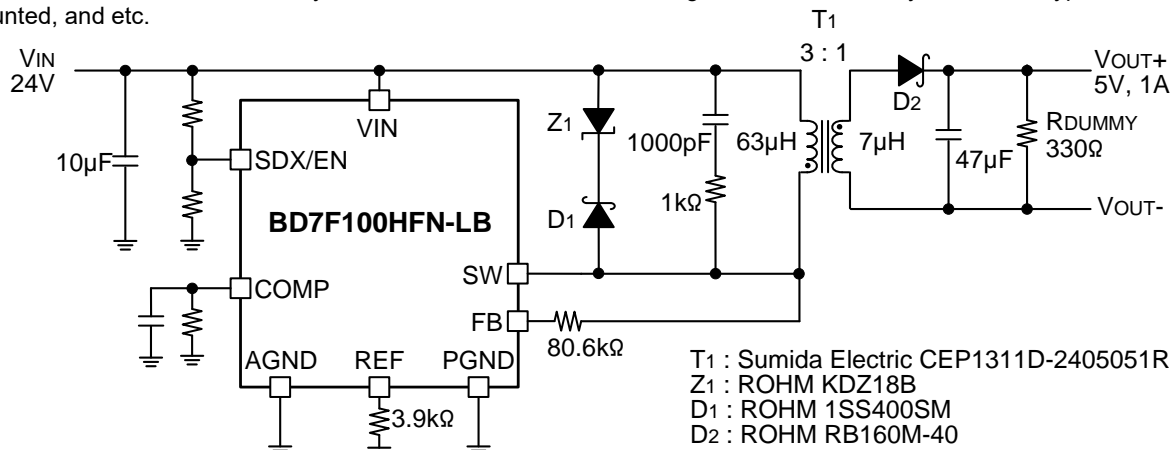 unted, and etc.
T1
3 : 1
VIN
24V
VOUT+
5V, 1A
D2
VIN
Z1
1000pF
63µH
7µH
RDUMMY
330Ω
10µF
SDX/EN
47µF
BD7F100HFN-LB
D1
1kΩ
VOUT-
SW
COMP
FB
80.6kΩ
AGND
REF
PGND
3.9kΩ
T1 : Sumida Electric CEP1311D-2405051R
Z1 : ROHM KDZ18B
D1 : ROHM 1SS400SM
D2 : ROHM RB160M-40